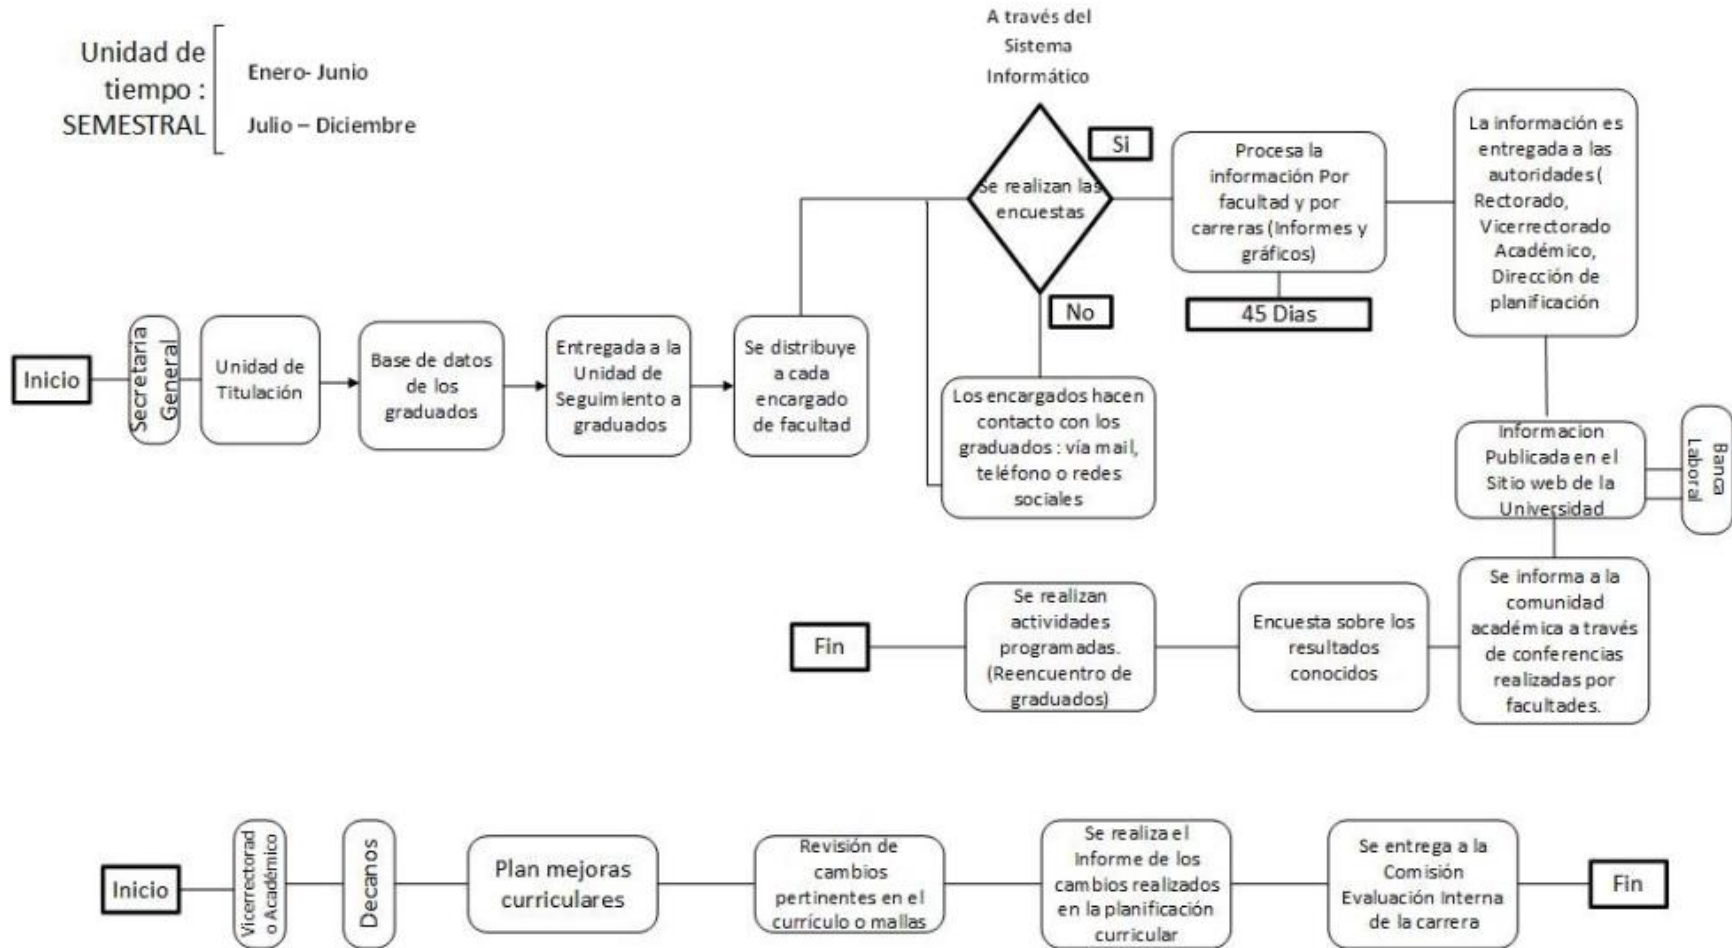 Unidad de
tiempo :
SEMESTRAL
Enero- Junio
Julio – Diciembre
A través del
Sistema
Informático
Se realizan las
encuestas
Si
No
Procesa la
información Por
facultad y por
carreras (Informes y
gráficos)
45 Dias
La información es
entregada a las
autoridades (
Rectorado,
Vicerrectorado
Académico,
Dirección de
planificación
Inicio
Secretaria
General
Unidad de
Titulación
Base de datos
de los
graduados
Entregada a la
Unidad de
Seguimiento a
graduados
Se distribuye
a cada
encargado
de facultad
Los encargados hacen
contacto con los
graduados : vía mail,
teléfono o redes
sociales
Informacion
Publicada en el
Sitio web de la
Universidad
Banca
Laboral
Se informa a la
comunidad
académica a través
de conferencias
realizadas por
facultades.
Encuesta sobre los
resultados
conocidos
Se realizan
actividades
programadas.
(Reencuentro de
graduados)
Fin
Inicio
Vicerrectorad
o Académico
Decanos
Plan mejoras
curriculares
Revisión de
cambios
pertinentes en el
currículo o mallas
Se realiza el
Informe de los
cambios realizados
en la planificación
curricular
Se entrega a la
Comisión
Evaluación Interna
de la carrera
Fin